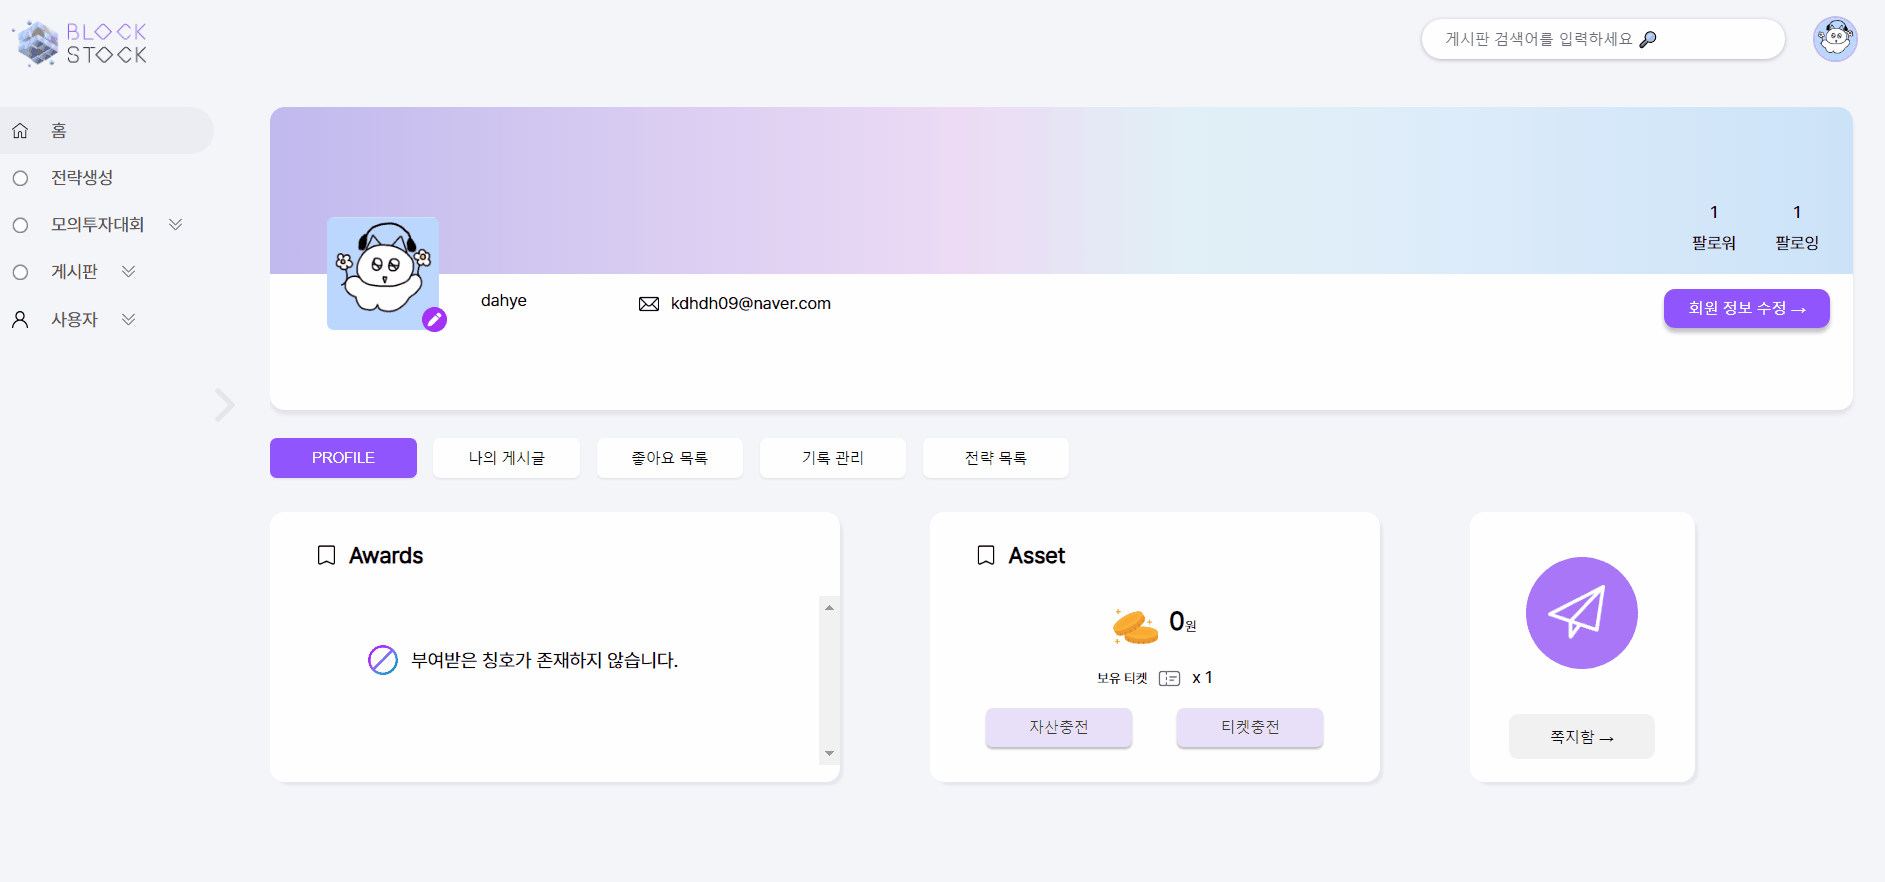 BLOCK
STOCK
게시판 검색어를 입력하세요
홈
전략생성
모의투자대회
게시판
사용자
1
팔로워
1
팔로잉
dahye
kdhdh09@naver.com
회원 정보 수정 →
PROFILE
나의 게시글
좋아요 목록
기록 관리
전략 목록
Awards
부여받은 칭호가 존재하지 않습니다.
Asset
0원
보유 티켓 x 1
자산충전
티켓충전
쪽지함 →